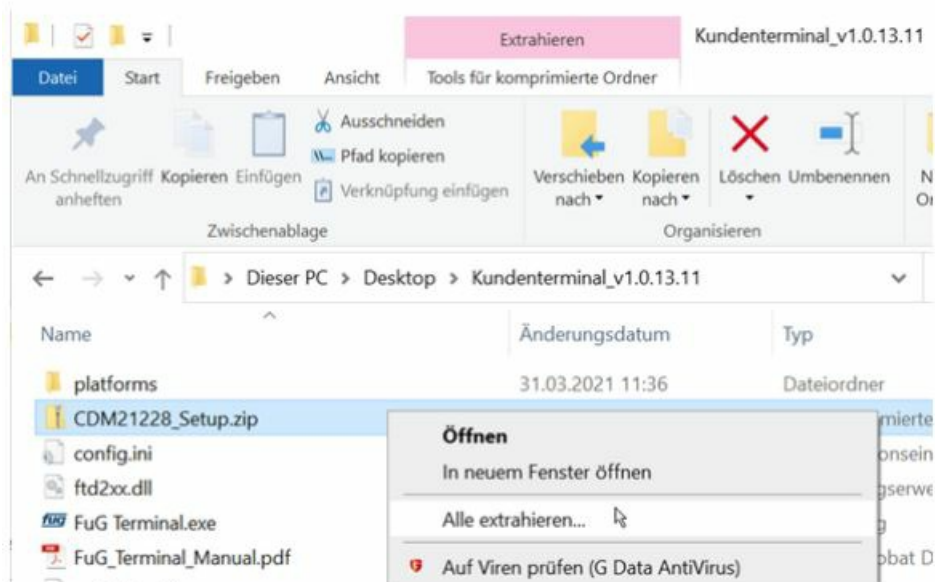 Extrahieren
Kundenterminal_v1.0.13.11
Datei Start Freigeben Ansicht Tools für komprimierte Ordner
An Schnellzugriff anheften
Kopieren
Einfügen
Ausschneiden
Pfad kopieren
Verknüpfung einfügen
Zwischenablage
Verschieben nach
Kopieren nach
Löschen
Umbenennen
Organisieren
Dieser PC > Desktop > Kundenterminal_v1.0.13.11
Name Änderungsdatum Typ
platforms 31.03.2021 11:36 Dateiordner
CDM21228_Setup.zip
config.ini
ftd2xx.dll
FuG Terminal.exe
FuG_Terminal_Manual.pdf
Öffnen
In neuem Fenster öffnen
Alle extrahieren...
Auf Viren prüfen (G Data AntiVirus)